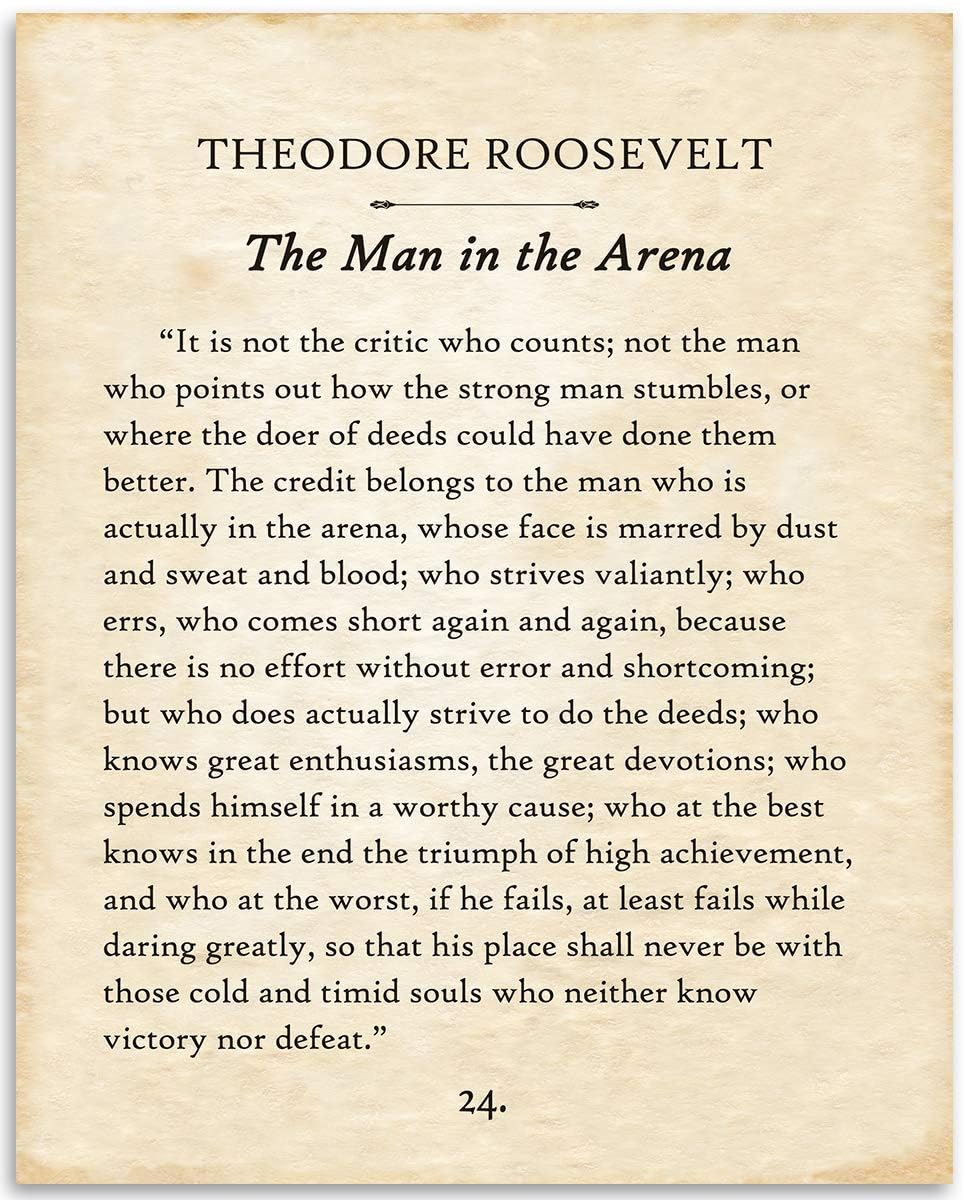 THEODORE ROOSEVELT
The Man in the Arena
“It is not the critic who counts; not the man
who points out how the strong man stumbles, or
where the doer of deeds could have done them
better. The credit belongs to the man who is
actually in the arena, whose face is marred by dust
and sweat and blood; who strives valiantly; who
errs, who comes short again and again, because
there is no effort without error and shortcoming;
but who does actually strive to do the deeds; who
knows great enthusiasms, the great devotions; who
spends himself in a worthy cause; who at the best
knows in the end the triumph of high achievement,
and who at the worst, if he fails, at least fails while
daring greatly, so that his place shall never be with
those cold and timid souls who neither know
victory nor defeat.”
24.